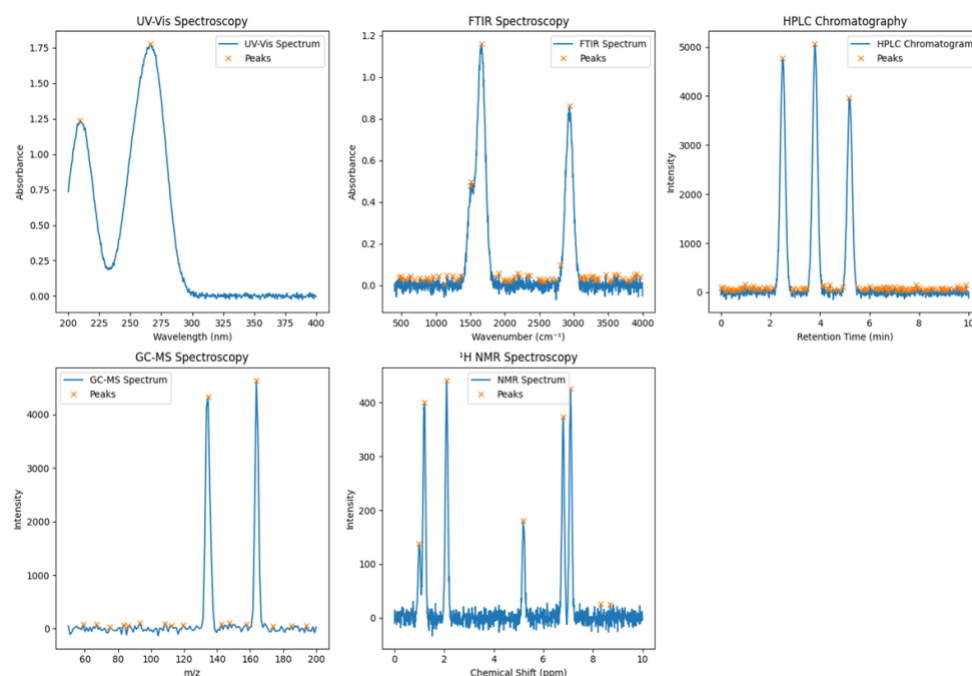 UV-Vis Spectroscopy
UV-Vis Spectrum
Peaks
1.75
1.50
1.25
1.00
0.75
0.50
0.25
0.00
Absorbance
200 225 250 275 300 325 350 375 400
Wavelength (nm)
FTIR Spectroscopy
FTIR Spectrum
Peaks
1.2
1.0
0.8
0.6
0.4
0.2
0.0
Absorbance
500 1000 1500 2000 2500 3000 3500 4000
Wavenumber (cm⁻¹)
HPLC Chromatography
HPLC Chromatogram
Peaks
5000
4000
3000
2000
1000
0
Intensity
0 2 4 6 8 10
Retention Time (min)
GC-MS Spectroscopy
GC-MS Spectrum
Peaks
4000
3000
2000
1000
0
Intensity
60 80 100 120 140 160 180 200
m/z
¹H NMR Spectroscopy
NMR Spectrum
Peaks
400
300
200
100
0
Intensity
0 2 4 6 8 10
Chemical Shift (ppm)